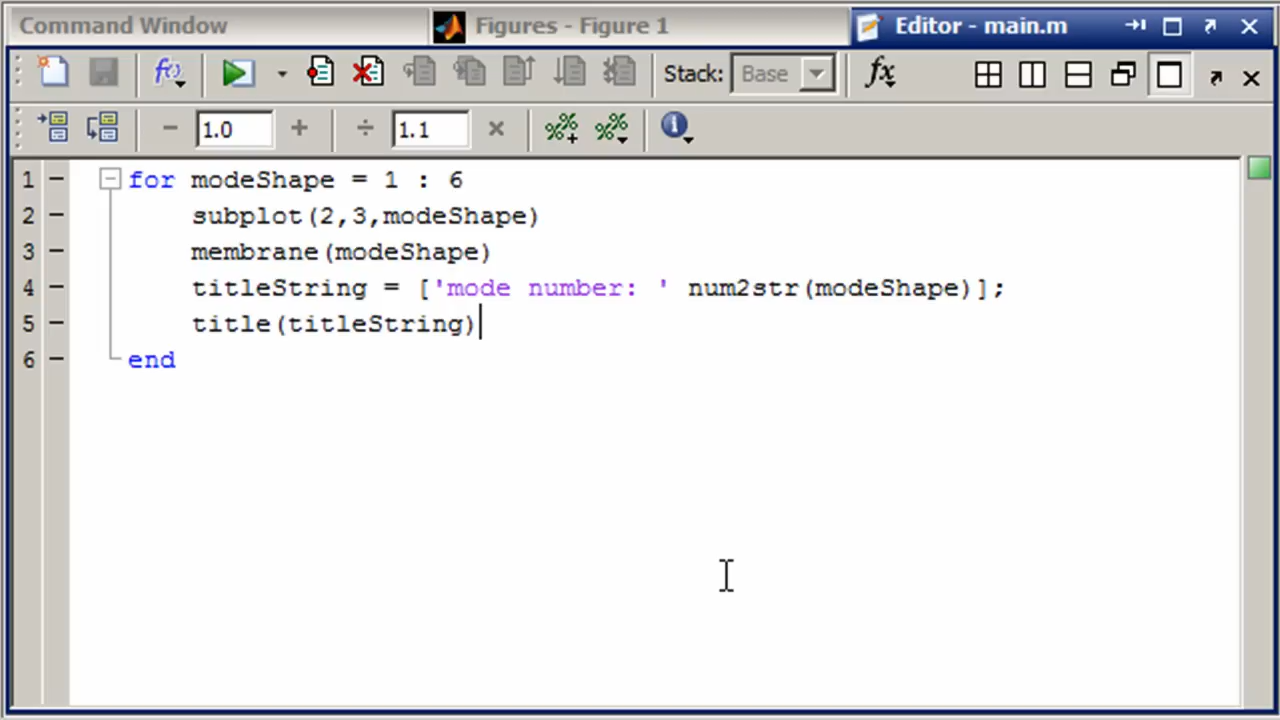 Command Window Figures - Figure 1 Editor - main.m
Stack: Base fx
1.0 1.1
1 for modeShape = 1 : 6
2 subplot(2,3,modeShape)
3 membrane(modeShape)
4 titleString = ['mode number: ' num2str(modeShape)];
5 title(titleString)
6 end